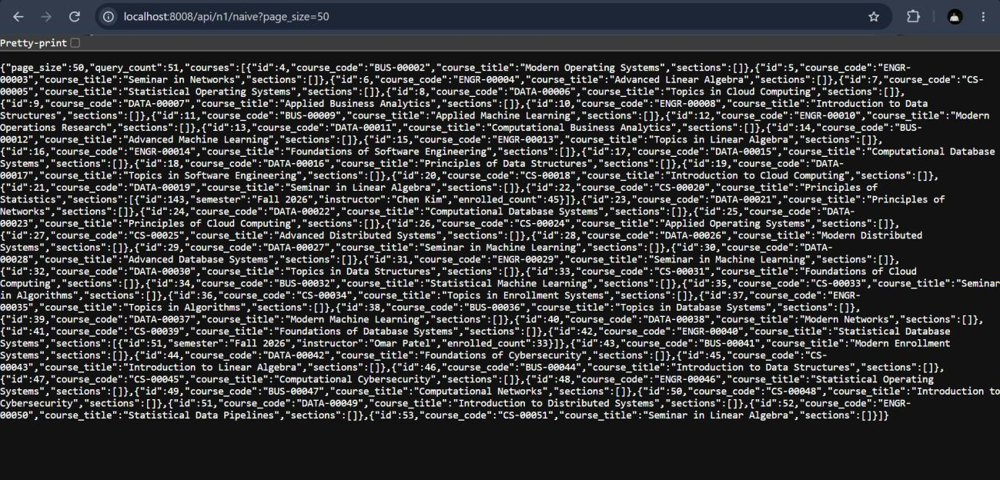 localhost:8008/api/n1/naive?page_size=50
Pretty-print
{"page_size":50,"query_count":51,"courses":[{"id":4,"course_code":"BUS-00002","course_title":"Modern Operating Systems","sections":[]},{"id":5,"course_code":"ENGR-
00003","course_title":"Seminar in Networks","sections":[]},{"id":6,"course_code":"ENGR-00004","course_title":"Advanced Linear Algebra","sections":[]},{"id":7,"course_code":"CS-
00005","course_title":"Statistical Operating Systems","sections":[]},{"id":8,"course_code":"DATA-00006","course_title":"Topics in Cloud Computing","sections":[]},
{"id":9,"course_code":"DATA-00007","course_title":"Applied Business Analytics","sections":[]},{"id":10,"course_code":"ENGR-00008","course_title":"Introduction to Data
Structures","sections":[]},{"id":11,"course_code":"BUS-00009","course_title":"Applied Machine Learning","sections":[]},{"id":12,"course_code":"ENGR-00010","course_title":"Modern
Operations Research","sections":[]},{"id":13,"course_code":"DATA-00011","course_title":"Computational Business Analytics","sections":[]},{"id":14,"course_code":"BUS-
00012","course_title":"Advanced Machine Learning","sections":[]},{"id":15,"course_code":"ENGR-00013","course_title":"Topics in Linear Algebra","sections":[]},
{"id":16,"course_code":"ENGR-00014","course_title":"Foundations of Software Engineering","sections":[]},{"id":17,"course_code":"DATA-00015","course_title":"Computational Database
Systems","sections":[]},{"id":18,"course_code":"DATA-00016","course_title":"Principles of Data Structures","sections":[]},{"id":19,"course_code":"DATA-
00017","course_title":"Topics in Software Engineering","sections":[]},{"id":20,"course_code":"CS-00018","course_title":"Introduction to Cloud Computing","sections":[]},
{"id":21,"course_code":"DATA-00019","course_title":"Seminar in Linear Algebra","sections":[]},{"id":22,"course_code":"CS-00020","course_title":"Principles of
Statistics","sections":[{"id":143,"semester":"Fall 2026","instructor":"Chen Kim","enrolled_count":45}]},{"id":23,"course_code":"DATA-00021","course_title":"Principles of
Networks","sections":[]},{"id":24,"course_code":"DATA-00022","course_title":"Computational Database Systems","sections":[]},{"id":25,"course_code":"DATA-
00023","course_title":"Principles of Cloud Computing","sections":[]},{"id":26,"course_code":"CS-00024","course_title":"Applied Operating Systems","sections":[]},
{"id":27,"course_code":"CS-00025","course_title":"Advanced Distributed Systems","sections":[]},{"id":28,"course_code":"DATA-00026","course_title":"Modern Distributed
Systems","sections":[]},{"id":29,"course_code":"DATA-00027","course_title":"Seminar in Machine Learning","sections":[]},{"id":30,"course_code":"DATA-
00028","course_title":"Advanced Database Systems","sections":[]},{"id":31,"course_code":"ENGR-00029","course_title":"Seminar in Machine Learning","sections":[]},
{"id":32,"course_code":"DATA-00030","course_title":"Topics in Data Structures","sections":[]},{"id":33,"course_code":"CS-00031","course_title":"Foundations of Cloud
Computing","sections":[]},{"id":34,"course_code":"BUS-00032","course_title":"Statistical Machine Learning","sections":[]},{"id":35,"course_code":"CS-00033","course_title":"Seminar
in Algorithms","sections":[]},{"id":36,"course_code":"CS-00034","course_title":"Topics in Enrollment Systems","sections":[]},{"id":37,"course_code":"ENGR-
00035","course_title":"Topics in Algorithms","sections":[]},{"id":38,"course_code":"BUS-00036","course_title":"Topics in Database Systems","sections":[]},
{"id":39,"course_code":"DATA-00037","course_title":"Modern Machine Learning","sections":[]},{"id":40,"course_code":"DATA-00038","course_title":"Modern Networks","sections":[]},
{"id":41,"course_code":"CS-00039","course_title":"Foundations of Database Systems","sections":[]},{"id":42,"course_code":"ENGR-00040","course_title":"Statistical Database
Systems","sections":[{"id":51,"semester":"Fall 2026","instructor":"Omar Patel","enrolled_count":33}]},{"id":43,"course_code":"BUS-00041","course_title":"Modern Enrollment
Systems","sections":[]},{"id":44,"course_code":"DATA-00042","course_title":"Foundations of Cybersecurity","sections":[]},{"id":45,"course_code":"CS-
00043","course_title":"Introduction to Linear Algebra","sections":[]},{"id":46,"course_code":"BUS-00044","course_title":"Introduction to Data Structures","sections":[]},
{"id":47,"course_code":"CS-00045","course_title":"Computational Cybersecurity","sections":[]},{"id":48,"course_code":"ENGR-00046","course_title":"Statistical Operating
Systems","sections":[]},{"id":49,"course_code":"BUS-00047","course_title":"Computational Networks","sections":[]},{"id":50,"course_code":"CS-00048","course_title":"Introduction to
Cybersecurity","sections":[]},{"id":51,"course_code":"DATA-00049","course_title":"Introduction to Distributed Systems","sections":[]},{"id":52,"course_code":"ENGR-
00050","course_title":"Statistical Data Pipelines","sections":[]},{"id":53,"course_code":"CS-00051","course_title":"Seminar in Linear Algebra","sections":[]}]}